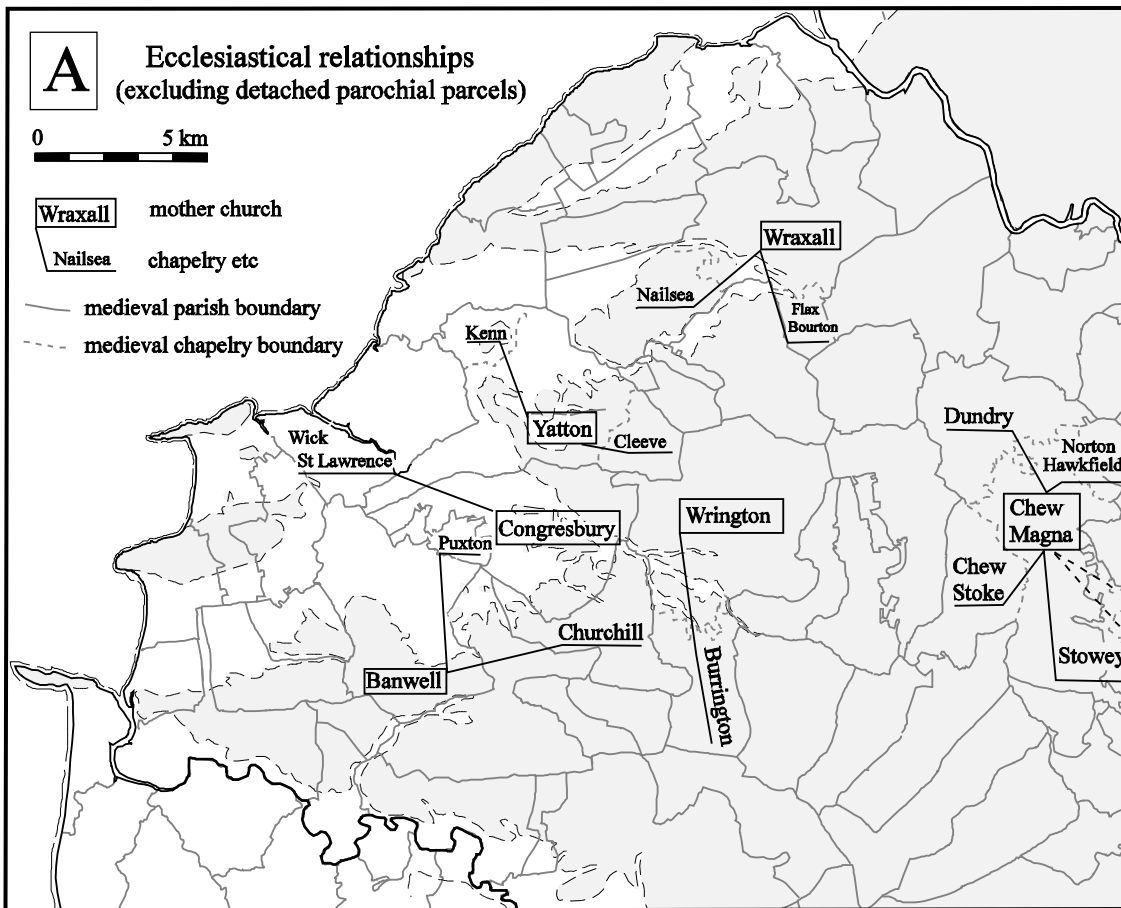 A
Ecclesiastical relationships
(excluding detached parochial parcels)
0 5 km
Wraxall mother church
Nailsea chapelry etc
medieval parish boundary
medieval chapelry boundary
Wraxall
Nailsea
Flax
Bourton
Kenn
Yatton
Cleeve
Wick
St Lawrence
Congresbury
Puxton
Banwell
Churchill
Wrington
Burrington
Dundry
Norton
Hawkfield
Chew
Magna
Chew
Stoke
Stowey